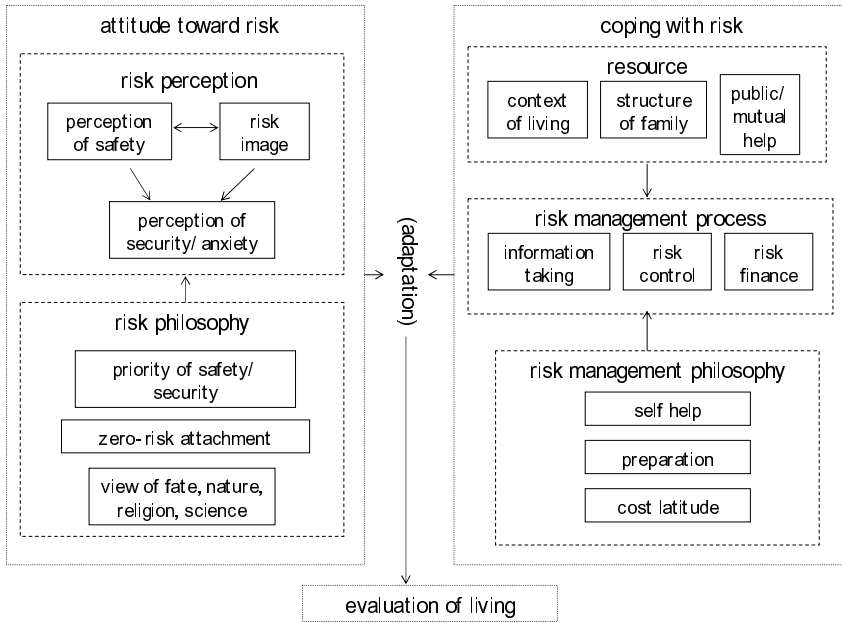 attitude toward risk
risk perception
perception
of safety
risk
image
perception of
security/ anxiety
risk philosophy
priority of safety/
security
zero-risk attachment
view of fate, nature,
religion, science
(adaptation)
coping with risk
resource
context
of living
structure
of family
public/
mutual
help
risk management process
information
taking
risk
control
risk
finance
risk management philosophy
self help
preparation
cost latitude
evaluation of living